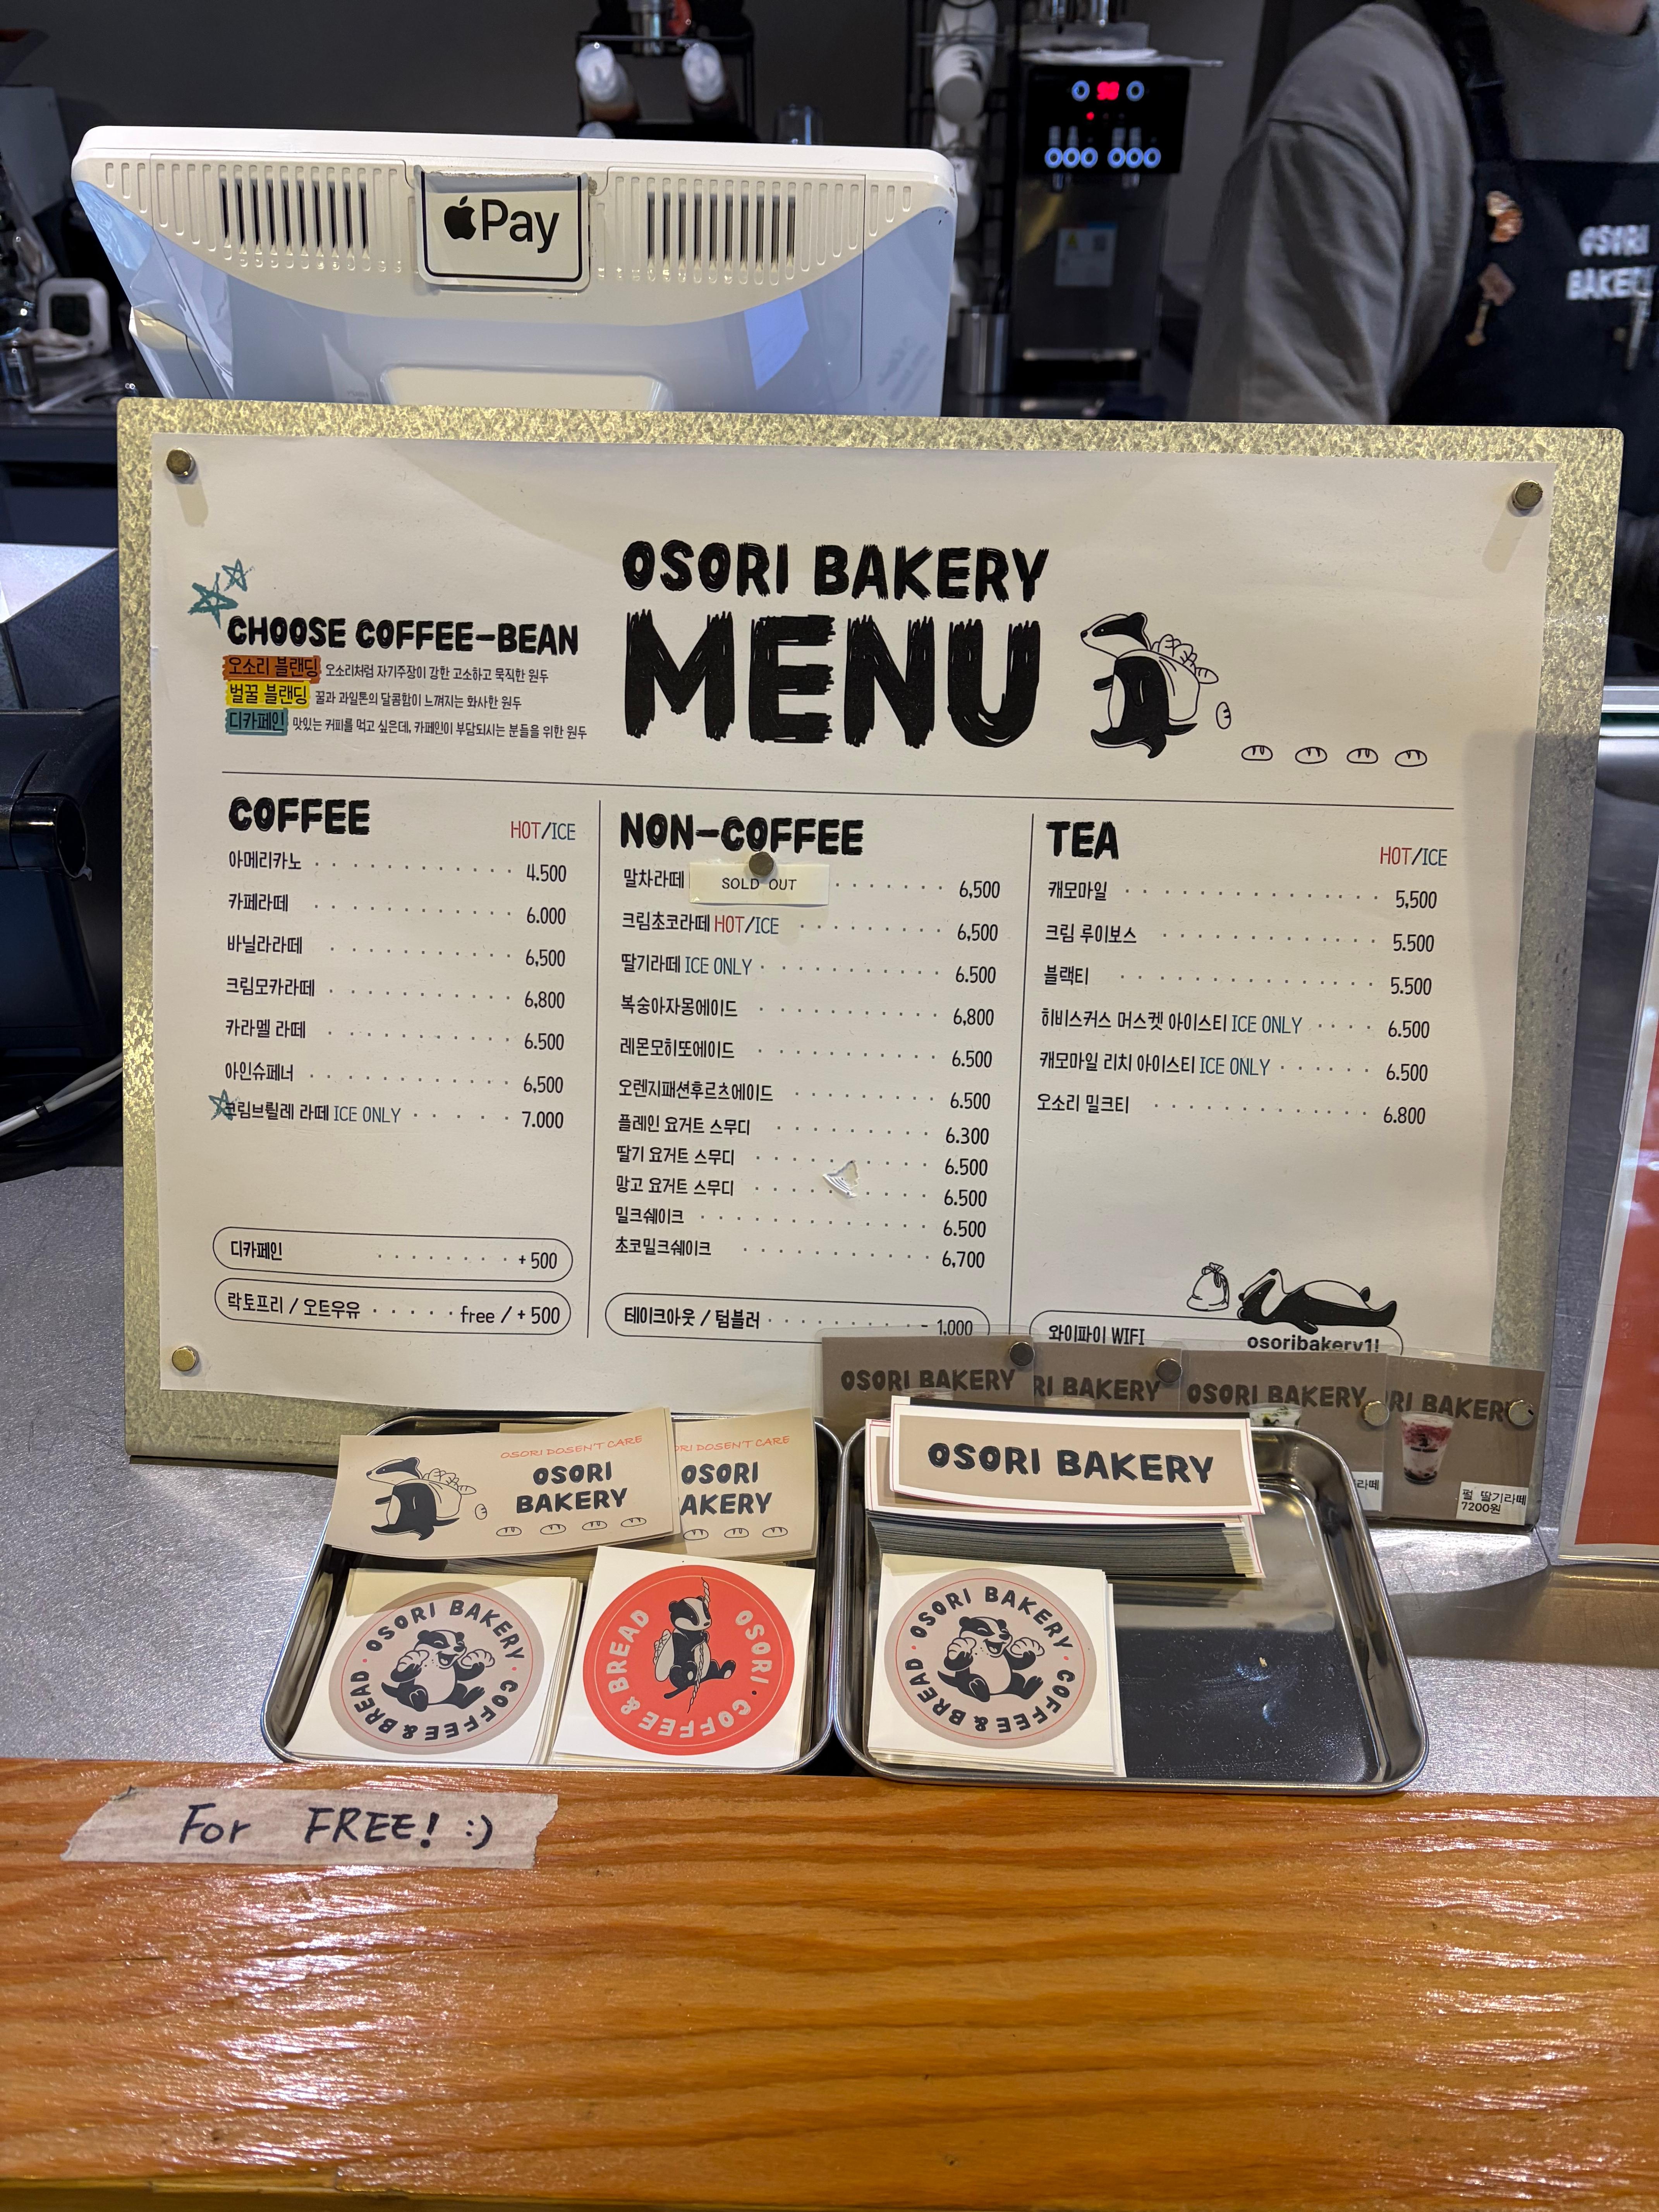 Pay
OSORI
BAKERY
OSORI BAKERY
MENU
CHOOSE COFFEE-BEAN
오소리 블랜딩 오소리처럼 자기주장이 강한 고소하고 묵직한 원두
벌꿀 블랜딩 꿀과 과일톤의 달콤함이 느껴지는 화사한 원두
디카페인 맛있는 커피를 먹고 싶은데, 카페인이 부담되시는 분들을 위한 원두
COFFEE HOT/ICE
아메리카노 4.500
카페라떼 6.000
바닐라라떼 6,500
크림모카라떼 6,800
카라멜 라떼 6.500
아인슈페너 6,500
크림브륄레 라떼 ICE ONLY 7.000
디카페인 +500
락토프리 / 오트우유 free / +500
NON-COFFEE
말차라떼 SOLD OUT 6,500
크림초코라떼 HOT/ICE 6,500
딸기라떼 ICE ONLY 6.500
복숭아자몽에이드 6,800
레몬모히또에이드 6.500
오렌지패션후르츠에이드 6.500
플레인 요거트 스무디 6.300
딸기 요거트 스무디 6.500
망고 요거트 스무디 6.500
밀크쉐이크 6.500
초코밀크쉐이크 6,700
테이크아웃 / 텀블러 - 1,000
TEA HOT/ICE
캐모마일 5,500
크림 루이보스 5.500
블랙티 5.500
히비스커스 머스켓 아이스티 ICE ONLY 6.500
캐모마일 리치 아이스티 ICE ONLY 6.500
오소리 밀크티 6.800
와이파이 WIFI osoribakery1!
OSORI BAKERY
RI BAKERY
OSORI BAKERY
RI BAKERY
라떼
펄 딸기라떼
7200원
OSORI DOSEN'T CARE
OSORI
BAKERY
RI DOSEN'T CARE
OSORI
AKERY
OSORI BAKERY
OSORI BAKERY · COFFEE & BREAD
OSORI · COFFEE & BREAD
OSORI BAKERY · COFFEE & BREAD
For FREE! :)